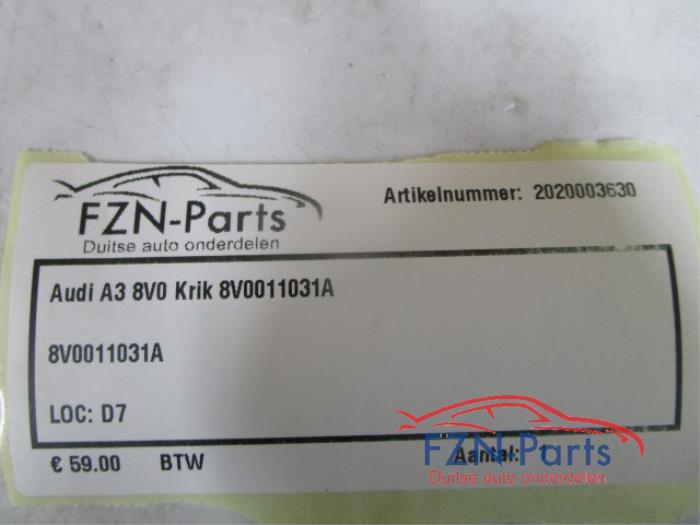 FZN-Parts
Duitse auto onderdelen
Artikelnummer: 2020003630
Audi A3 8V0 Krik 8V0011031A
8V0011031A
LOC: D7
€ 59.00 BTW
Aantal:
FZN-Parts
Duitse auto onderdelen